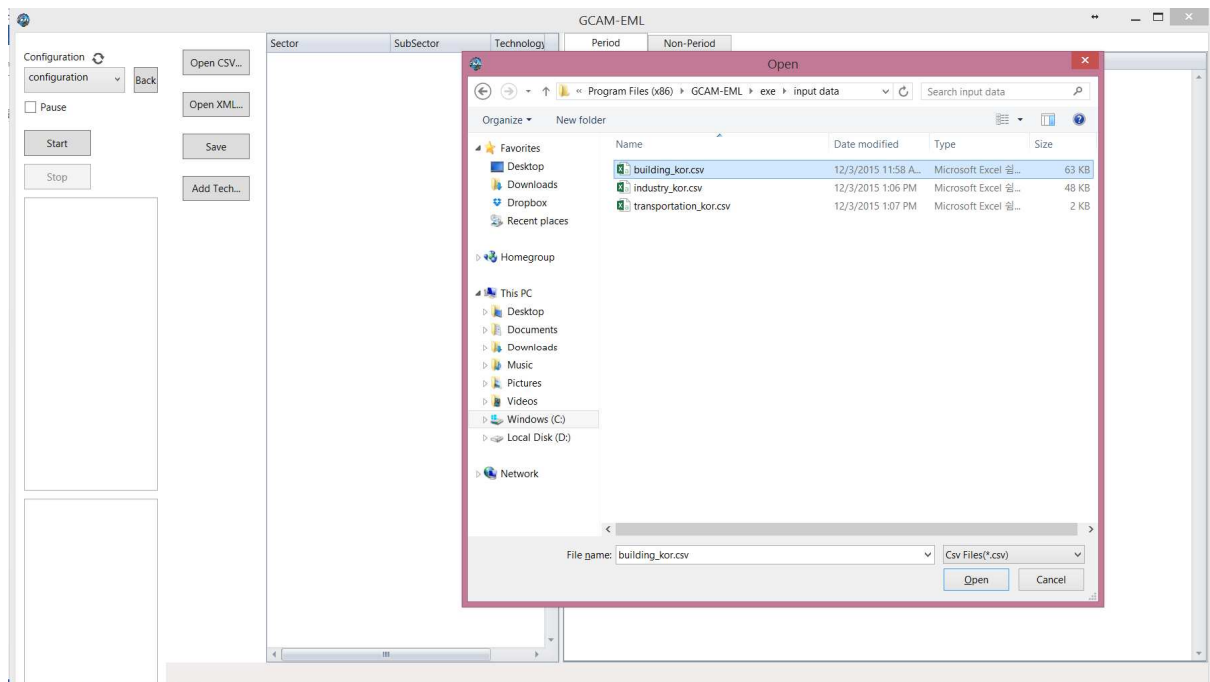 GCAM-EML
Configuration
configuration
Back
Pause
Start
Stop
Open CSV...
Open XML...
Save
Add Tech...
Sector SubSector Technology
Period Non-Period
Open
« Program Files (x86) GCAM-EML exe input data
Search input data
Organize New folder
Name Date modified Type Size
building_kor.csv 12/3/2015 11:58 A... Microsoft Excel 쉼... 63 KB
industry_kor.csv 12/3/2015 1:06 PM Microsoft Excel 쉼... 48 KB
transportation_kor.csv 12/3/2015 1:07 PM Microsoft Excel 쉼... 2 KB
Favorites
Desktop
Downloads
Dropbox
Recent places
Homegroup
This PC
Desktop
Documents
Downloads
Music
Pictures
Videos
Windows (C:)
Local Disk (D:)
Network
File name: building_kor.csv
Csv Files(*.csv)
Open Cancel